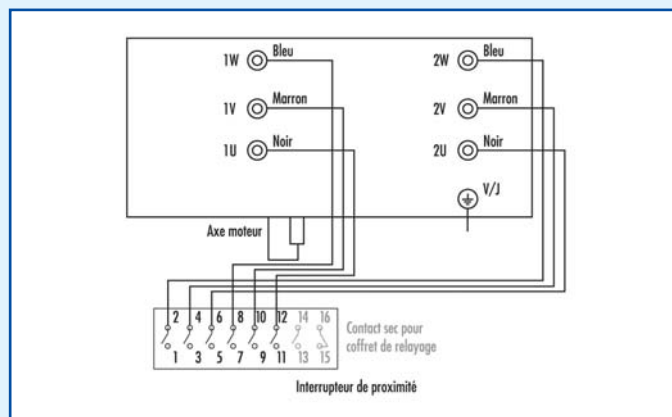 1W Bleu 2W Bleu
1V Marron 2V Marron
1U Noir 2U Noir
V/J
Axe moteur
2 4 6 8 10 12 14 16
1 3 5 7 9 11 13 15
Contact sec pour
coffret de relayage
Interrupteur de proximité